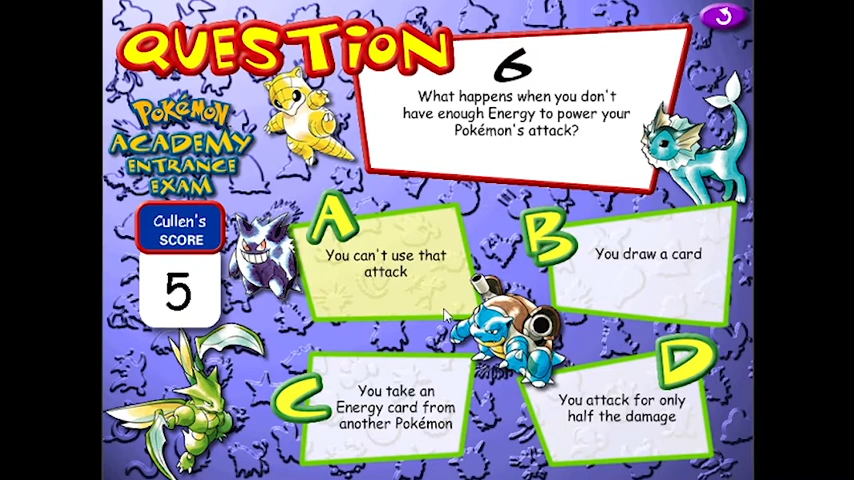 QUESTION
6
What happens when you don't
have enough Energy to power your
Pokémon's attack?
POKéMON
ACADEMY
ENTRANCE
EXAM
Cullen's
SCORE
5
A
You can't use that
attack
B
You draw a card
C
You take an
Energy card from
another Pokémon
D
You attack for only
half the damage